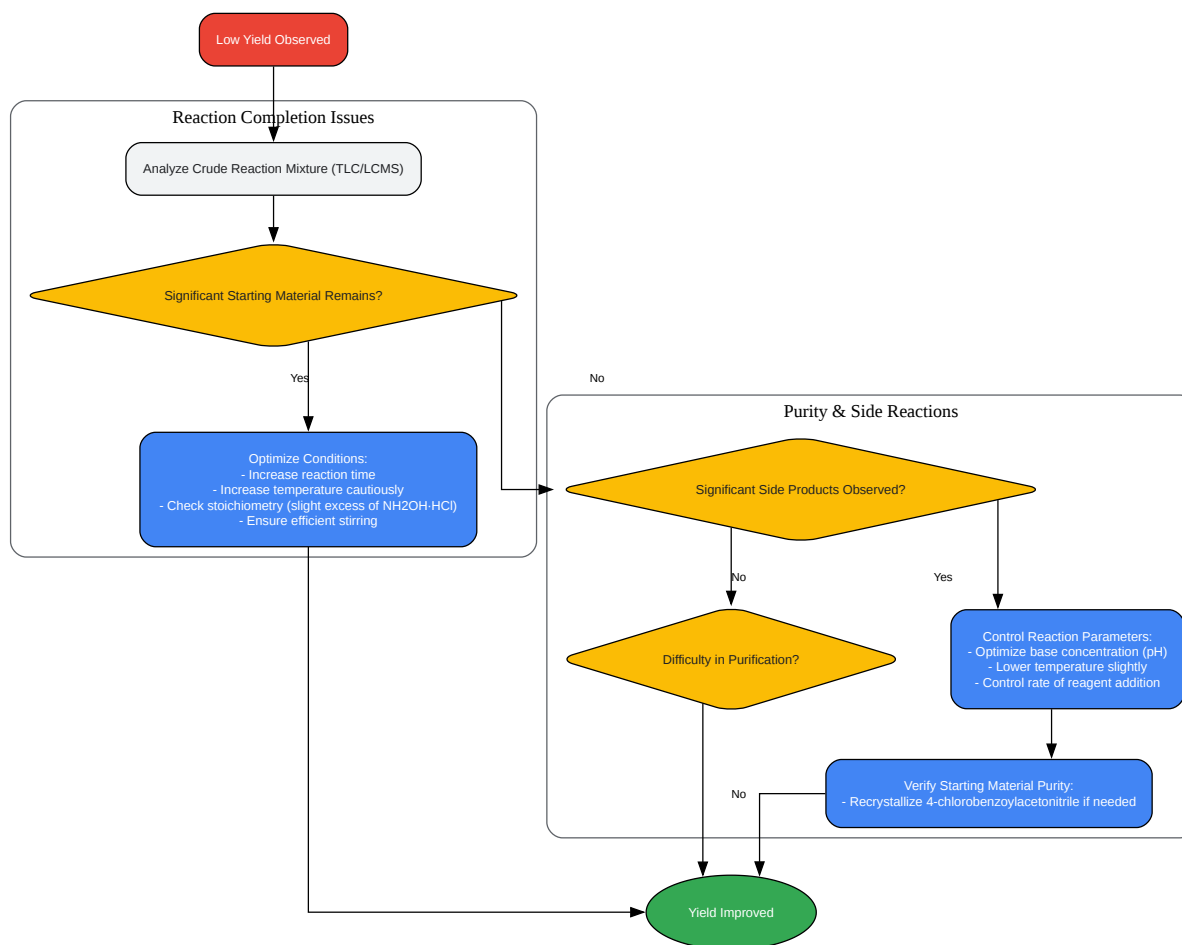 Low Yield Observed
Reaction Completion Issues
Analyze Crude Reaction Mixture (TLC/LCMS)
Significant Starting Material Remains?
Yes
No
Optimize Conditions:
- Increase reaction time
- Increase temperature cautiously
- Check stoichiometry (slight excess of NH2OH·HCl)
- Ensure efficient stirring
Purity & Side Reactions
Significant Side Products Observed?
No
Yes
Difficulty in Purification?
Control Reaction Parameters:
- Optimize base concentration (pH)
- Lower temperature slightly
- Control rate of reagent addition
Verify Starting Material Purity:
- Recrystallize 4-chlorobenzoylacetonitrile if needed
No
Yield Improved